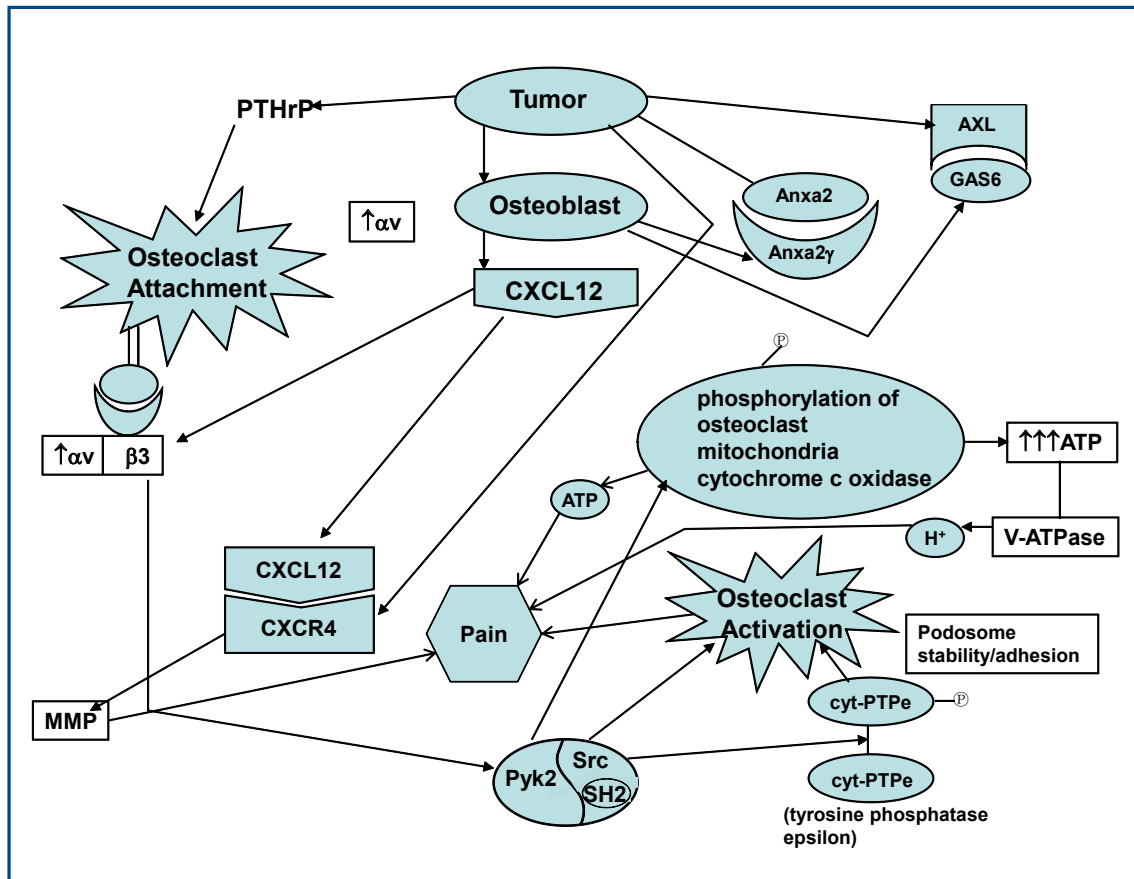 Tumor
PTHrP
AXL
GAS6
Anxa2
Anxa2γ
Osteoblast
↑αv
Osteoclast
Attachment
CXCL12
↑αv
β3
Ⓟ
phosphorylation of
osteoclast
mitochondria
cytochrome c oxidase
↑↑↑ATP
ATP
H⁺
V-ATPase
CXCL12
CXCR4
Pain
Osteoclast
Activation
Podosome
stability/adhesion
MMP
cyt-PTPe
Ⓟ
Pyk2
Src
SH2
cyt-PTPe
(tyrosine phosphatase
epsilon)